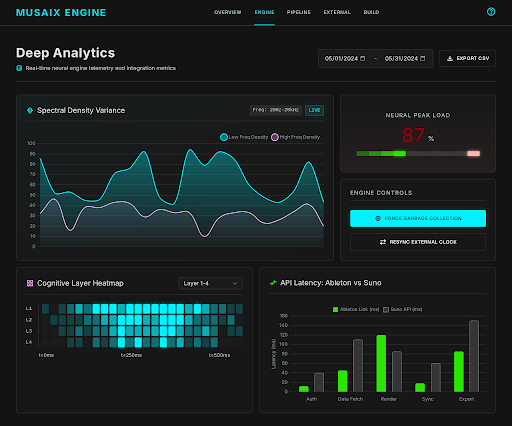 MUSAIX ENGINE
OVERVIEW
ENGINE
PIPELINE
EXTERNAL
BUILD
?
Deep Analytics
Real-time neural engine telemetry and integration metrics
05/01/2024 - 05/31/2024
EXPORT CSV
Spectral Density Variance
Freq: 20Hz-20kHz
LIVE
Low Freq Density
High Freq Density
100
90
80
70
60
50
40
30
20
10
0
NEURAL PEAK LOAD
87 %
ENGINE CONTROLS
FORCE GARBAGE COLLECTION
RESYNC EXTERNAL CLOCK
Cognitive Layer Heatmap
Layer 1-4
L1
L2
L3
L4
t=0ms
t=250ms
t=500ms
API Latency: Ableton vs Suno
Ableton Link (ms)
Suno API (ms)
Latency (ms)
160
140
120
100
80
60
40
20
0
Auth
Data Fetch
Render
Sync
Export